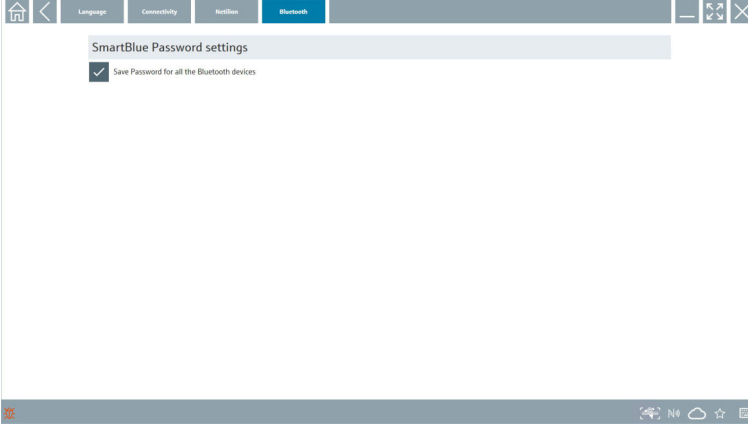 Language Connectivity Netilion Bluetooth
SmartBlue Password settings
Save Password for all the Bluetooth devices